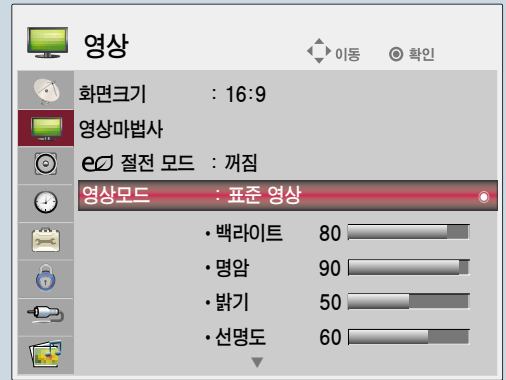 영상 이동 확인
화면크기 : 16:9
영상마법사
eco 절전 모드 : 꺼짐
영상모드 : 표준 영상
• 백라이트 80
• 명암 90
• 밝기 50
• 선명도 60